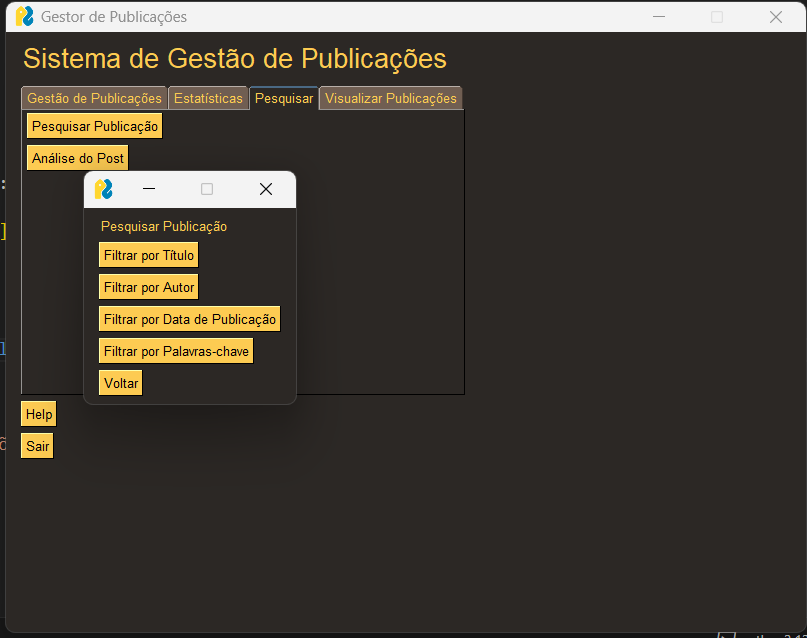 Gestor de Publicações
Sistema de Gestão de Publicações
Gestão de Publicações Estatísticas Pesquisar Visualizar Publicações
Pesquisar Publicação
Análise do Post
Pesquisar Publicação
Filtrar por Título
Filtrar por Autor
Filtrar por Data de Publicação
Filtrar por Palavras-chave
Voltar
Help
Sair